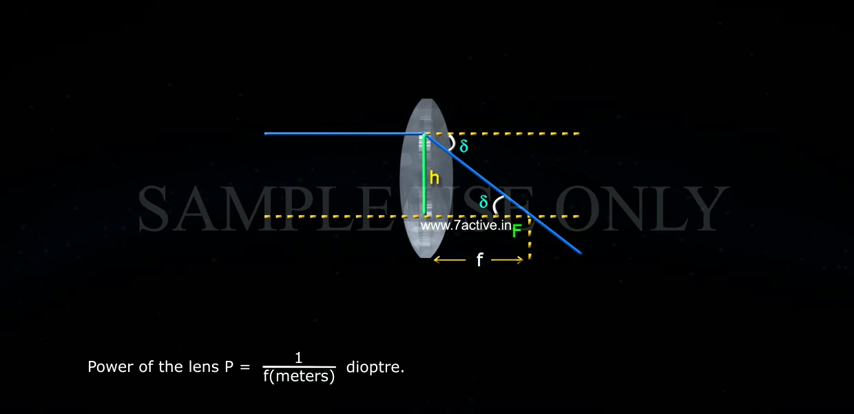 δ
h
SAMPLE USE ONLY
δ
www.7active.in
F
f
Power of the lens P = 1
f(meters) dioptre.